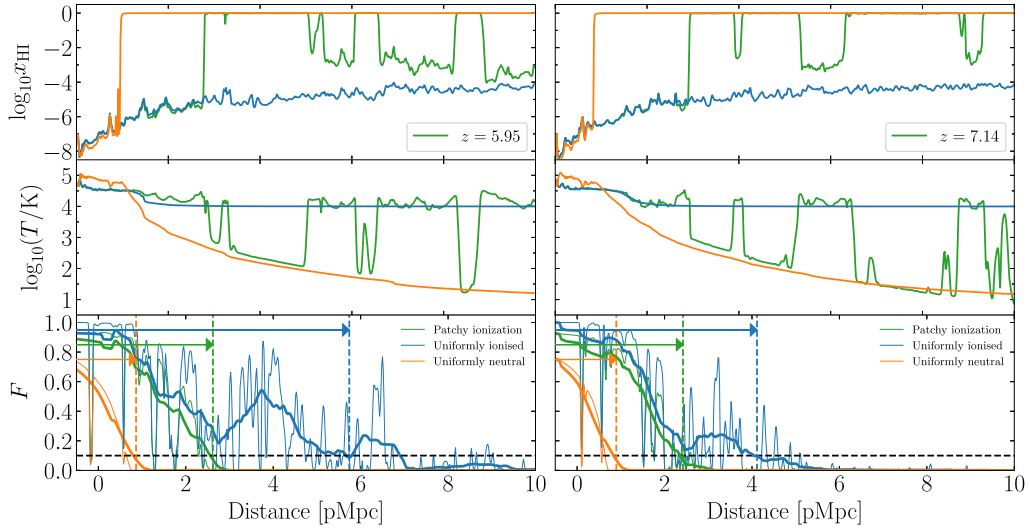 log₁₀x_HI
0
−2
−4
−6
−8
z = 5.95
z = 7.14
log₁₀(T/K)
5
4
3
2
1
F
1.0
0.8
0.6
0.4
0.2
0.0
Patchy ionization
Uniformly ionised
Uniformly neutral
Patchy ionization
Uniformly ionised
Uniformly neutral
0 2 4 6 8 10
0 2 4 6 8 10
Distance [pMpc]
Distance [pMpc]